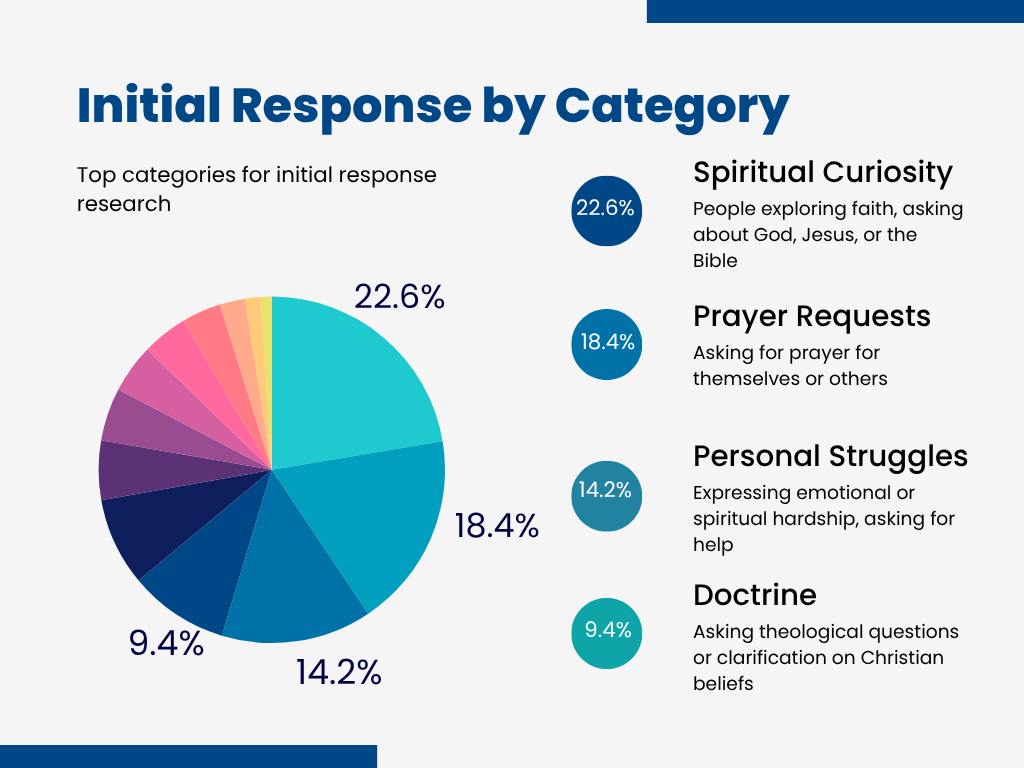 Initial Response by Category
Top categories for initial response
research
22.6%
18.4%
14.2%
9.4%
22.6%
Spiritual Curiosity
People exploring faith, asking
about God, Jesus, or the
Bible
18.4%
Prayer Requests
Asking for prayer for
themselves or others
14.2%
Personal Struggles
Expressing emotional or
spiritual hardship, asking for
help
9.4%
Doctrine
Asking theological questions
or clarification on Christian
beliefs